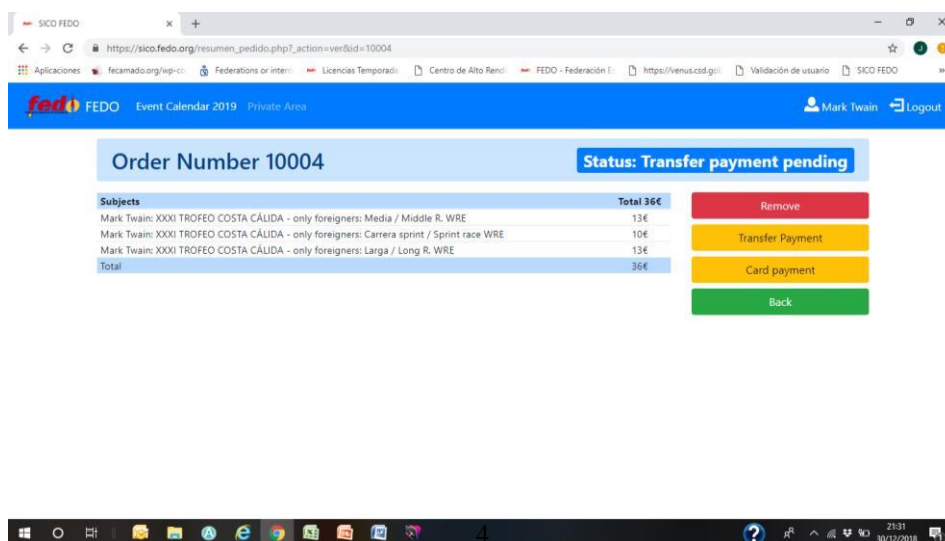 SICO FEDO
https://sico.fedo.org/resumen_pedido.php?_action=ver&id=10004
Aplicaciones fecamado.org/wp-co Federations or intern Licencias Temporada Centro de Alto Rendi FEDO - Federación E https://venus.csd.gob Validación de usuario SICO FEDO
fedo FEDO Event Calendar 2019 Private Area Mark Twain Logout
Order Number 10004 Status: Transfer payment pending
Subjects Total 36€
Mark Twain: XXXI TROFEO COSTA CÁLIDA - only foreigners: Media / Middle R. WRE 13€
Mark Twain: XXXI TROFEO COSTA CÁLIDA - only foreigners: Carrera sprint / Sprint race WRE 10€
Mark Twain: XXXI TROFEO COSTA CÁLIDA - only foreigners: Larga / Long R. WRE 13€
Total 36€
Remove
Transfer Payment
Card payment
Back
4
21:31
30/12/2018